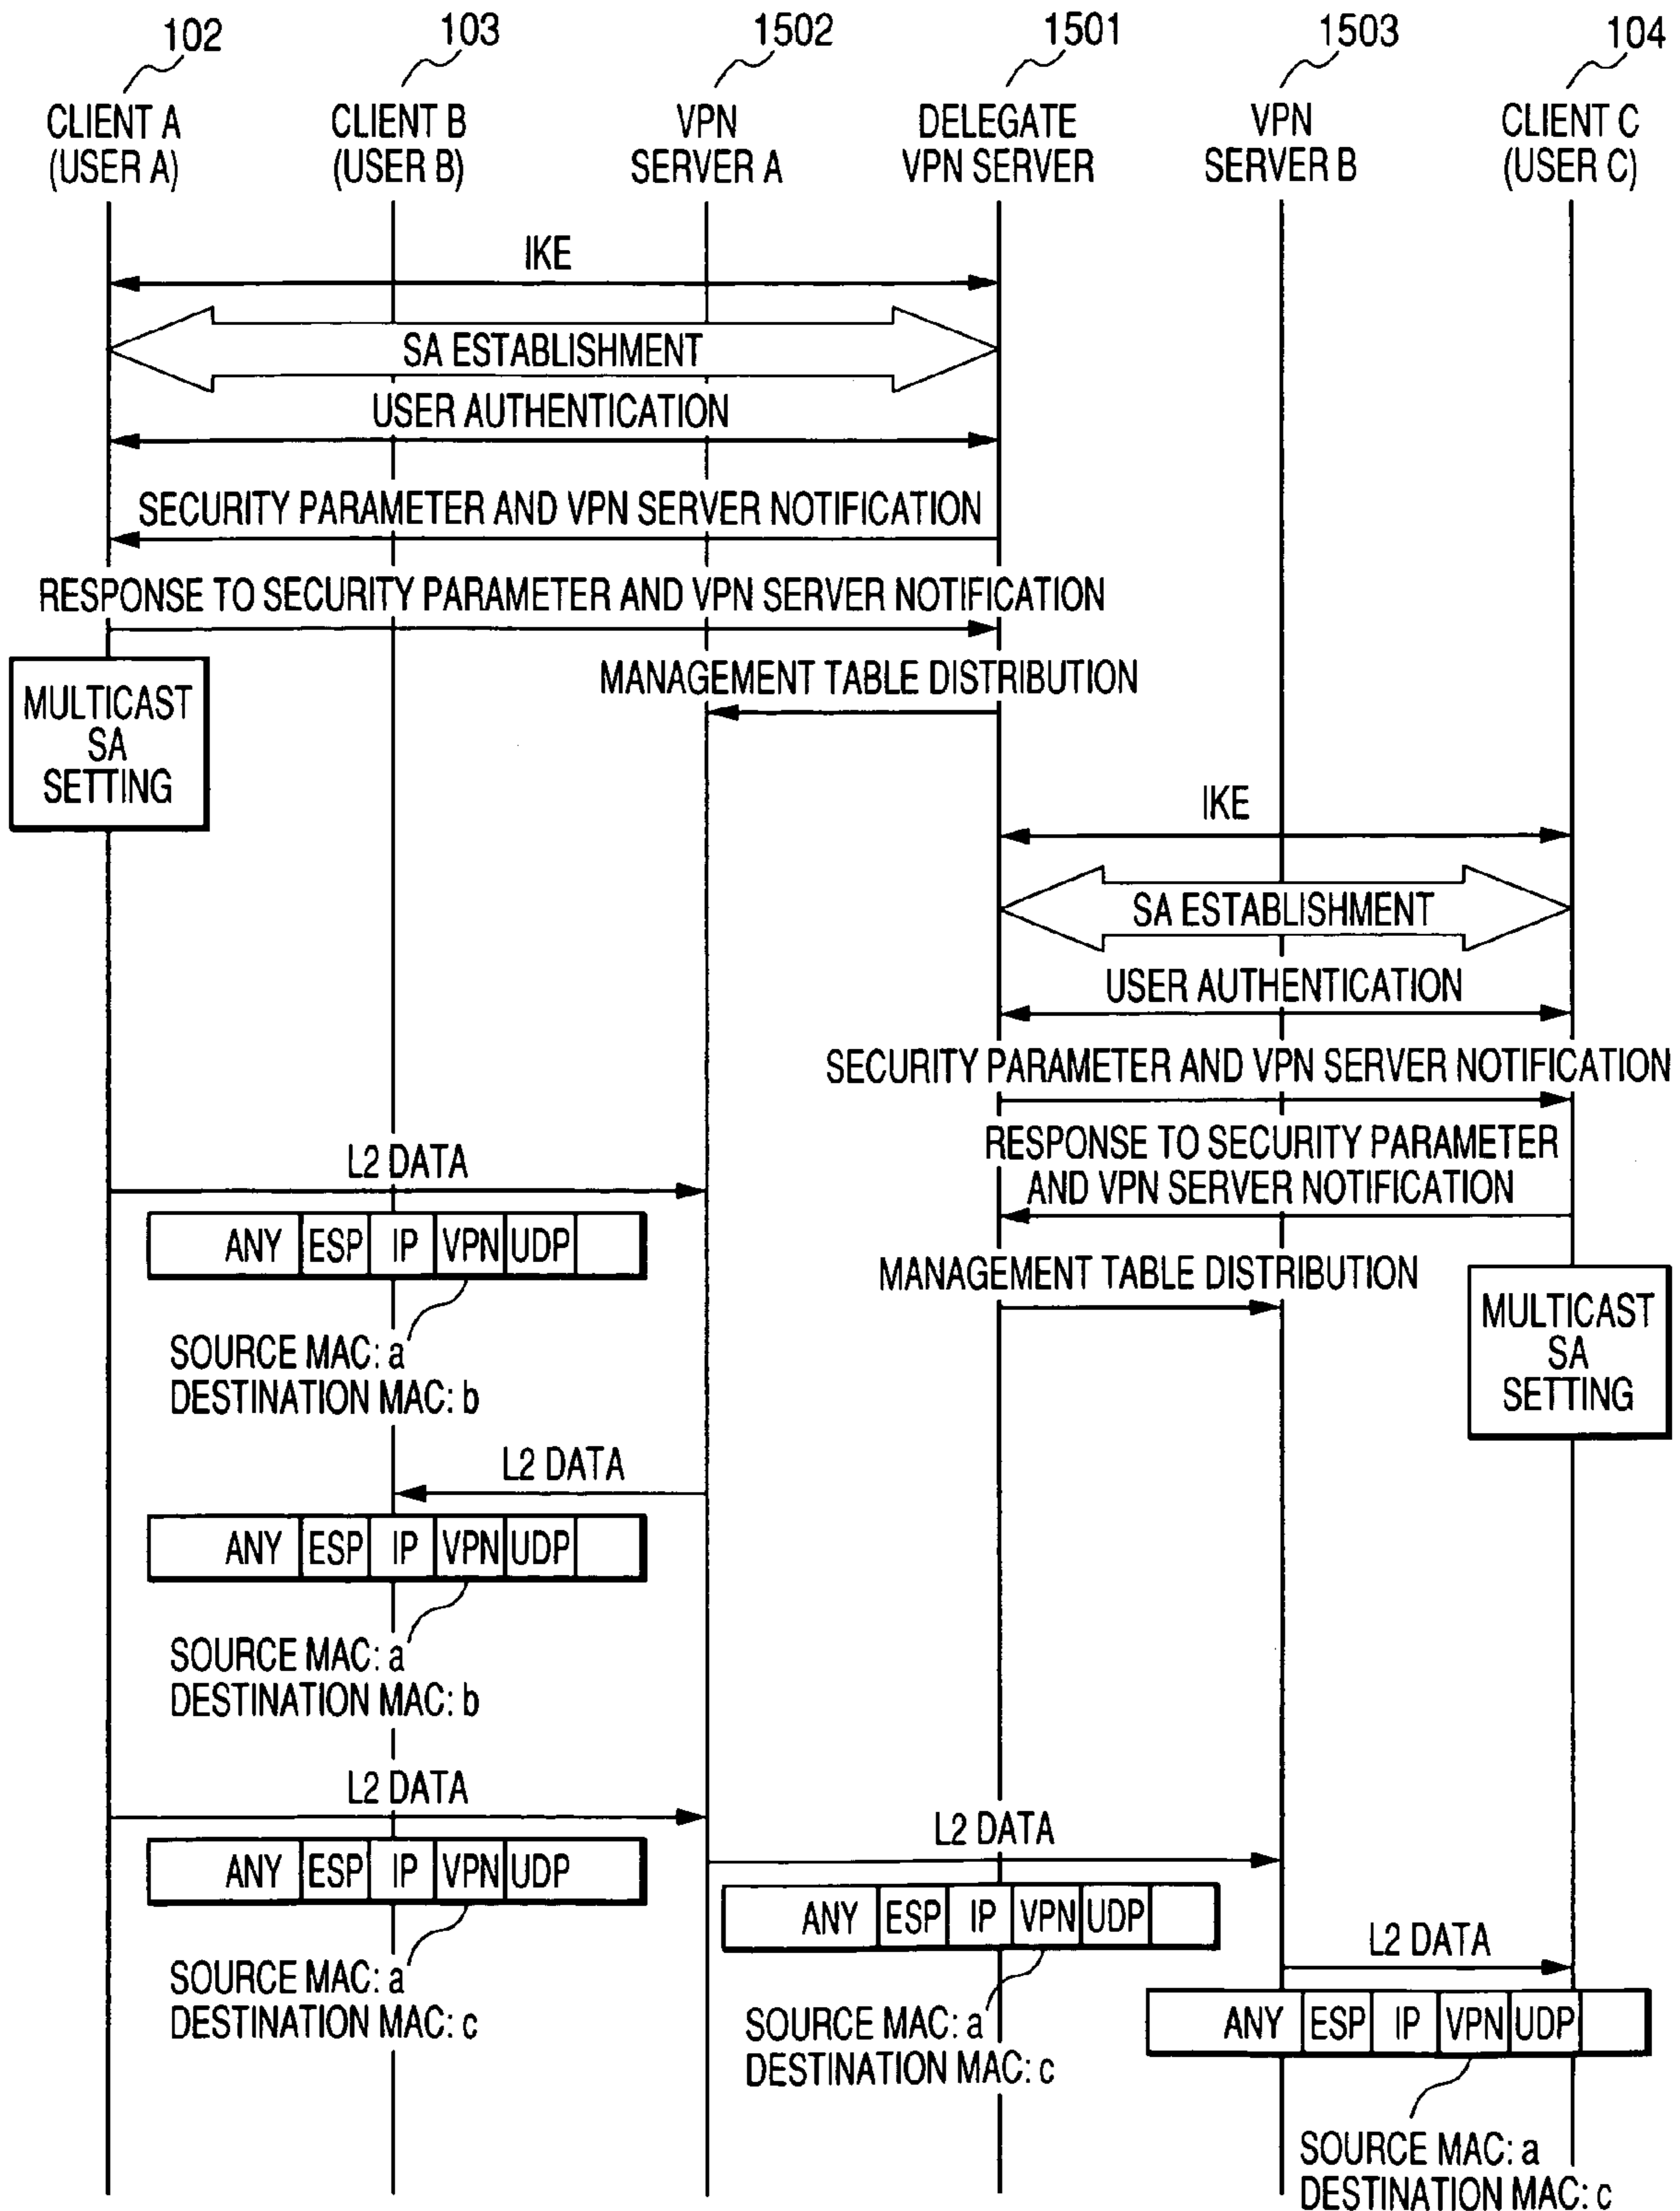 102
103
1502
1501
1503
104
CLIENT A
(USER A)
CLIENT B
(USER B)
VPN
SERVER A
DELEGATE
VPN SERVER
VPN
SERVER B
CLIENT C
(USER C)
IKE
SA ESTABLISHMENT
USER AUTHENTICATION
SECURITY PARAMETER AND VPN SERVER NOTIFICATION
RESPONSE TO SECURITY PARAMETER AND VPN SERVER NOTIFICATION
MULTICAST
SA
SETTING
MANAGEMENT TABLE DISTRIBUTION
IKE
SA ESTABLISHMENT
USER AUTHENTICATION
SECURITY PARAMETER AND VPN SERVER NOTIFICATION
RESPONSE TO SECURITY PARAMETER
AND VPN SERVER NOTIFICATION
L2 DATA
ANY ESP IP VPN UDP
SOURCE MAC: a
DESTINATION MAC: b
MANAGEMENT TABLE DISTRIBUTION
MULTICAST
SA
SETTING
L2 DATA
ANY ESP IP VPN UDP
SOURCE MAC: a
DESTINATION MAC: b
L2 DATA
ANY ESP IP VPN UDP
SOURCE MAC: a
DESTINATION MAC: c
L2 DATA
ANY ESP IP VPN UDP
SOURCE MAC: a
DESTINATION MAC: c
L2 DATA
ANY ESP IP VPN UDP
SOURCE MAC: a
DESTINATION MAC: c